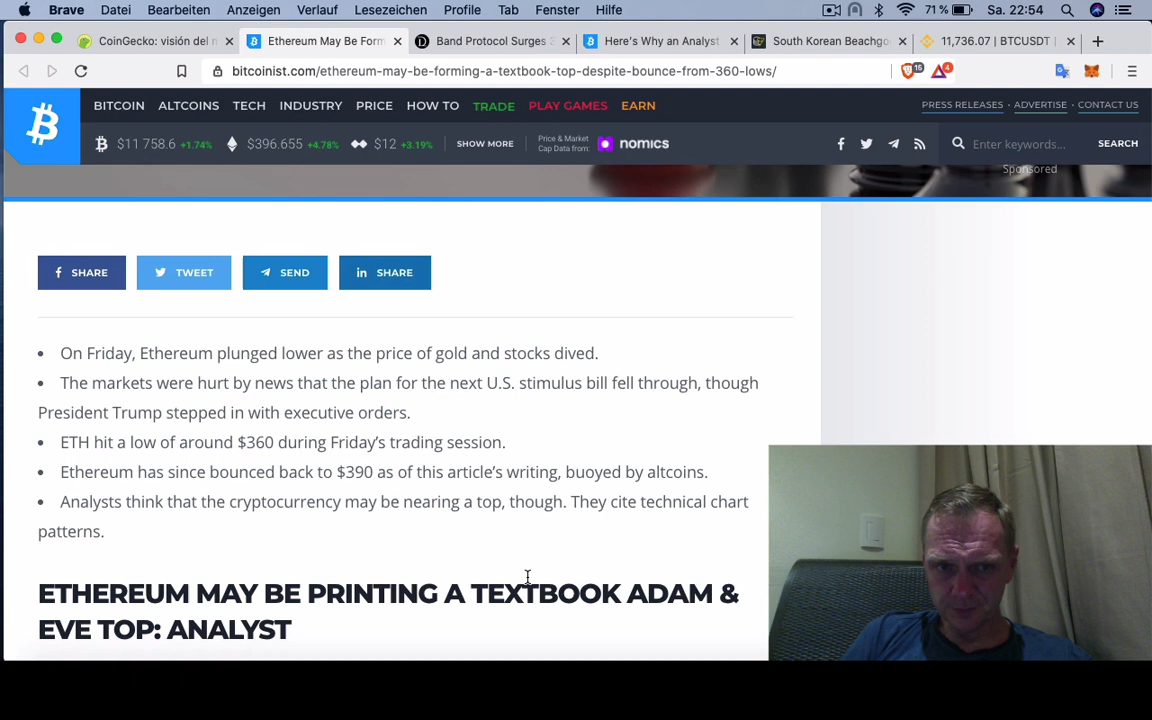 Brave Datei Bearbeiten Anzeigen Verlauf Lesezeichen Profile Tab Fenster Hilfe 71 % Sa. 22:54
CoinGecko: visión del n Ethereum May Be Form Band Protocol Surges 3 Here's Why an Analyst South Korean Beachgo 11,736.07 | BTCUSDT |
bitcoinist.com/ethereum-may-be-forming-a-textbook-top-despite-bounce-from-360-lows/ 15 4
BITCOIN ALTCOINS TECH INDUSTRY PRICE HOW TO TRADE PLAY GAMES EARN PRESS RELEASES · ADVERTISE · CONTACT US
$11 758.6 +1.74% $396.655 +4.78% $12 +3.19% SHOW MORE Price & Market Cap Data from: nomics Enter keywords... SEARCH
Sponsored
SHARE TWEET SEND SHARE
• On Friday, Ethereum plunged lower as the price of gold and stocks dived.
• The markets were hurt by news that the plan for the next U.S. stimulus bill fell through, though
President Trump stepped in with executive orders.
• ETH hit a low of around $360 during Friday's trading session.
• Ethereum has since bounced back to $390 as of this article's writing, buoyed by altcoins.
• Analysts think that the cryptocurrency may be nearing a top, though. They cite technical chart
patterns.
ETHEREUM MAY BE PRINTING A TEXTBOOK ADAM &
EVE TOP: ANALYST